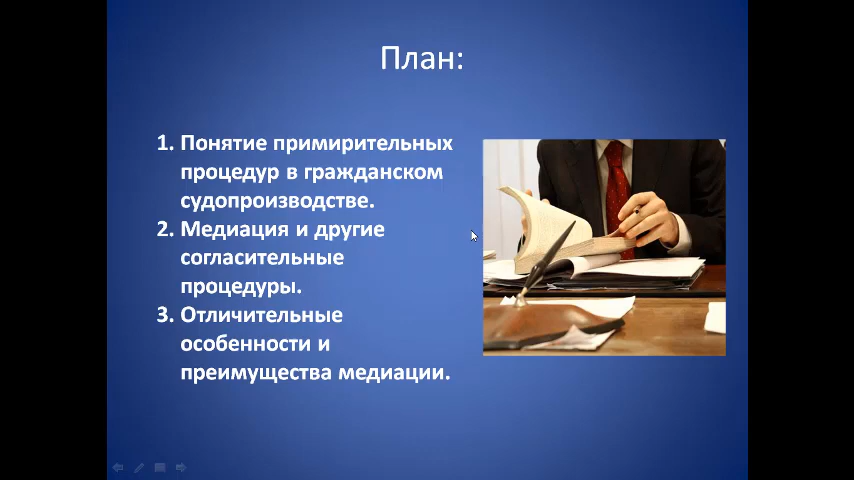 План:
1. Понятие примирительных
процедур в гражданском
судопроизводстве.
2. Медиация и другие
согласительные
процедуры.
3. Отличительные
особенности и
преимущества медиации.